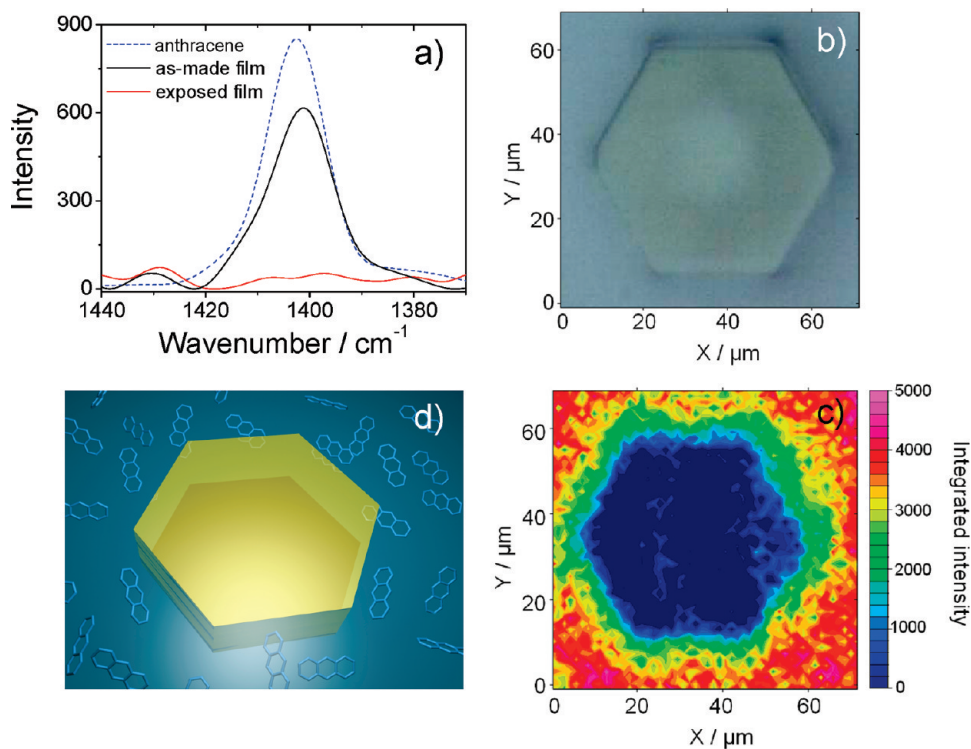 a)
anthracene
as-made film
exposed film
900
600
300
0
Intensity
1440
1420
1400
1380
Wavenumber / cm⁻¹
b)
60
40
20
0
Y / µm
0
20
40
60
X / µm
d)
c)
60
40
20
0
Y / µm
0
20
40
60
X / µm
5000
4000
3000
2000
1000
0
Integrated intensity